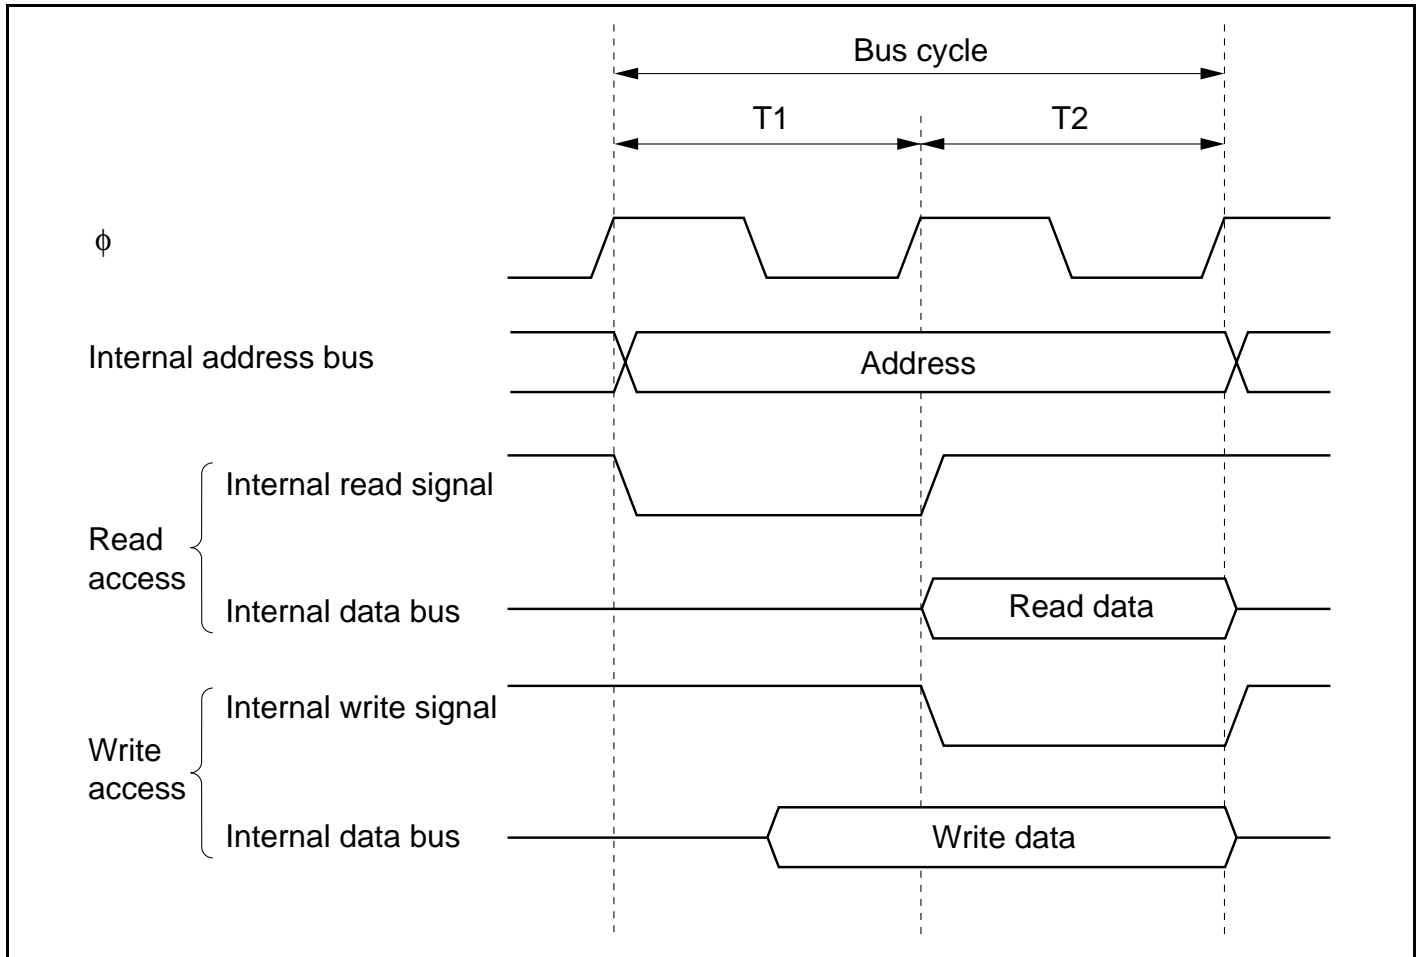 Bus cycle
T1
T2
ϕ
Internal address bus
Address
Internal read signal
Read
access
Internal data bus
Read data
Internal write signal
Write
access
Internal data bus
Write data